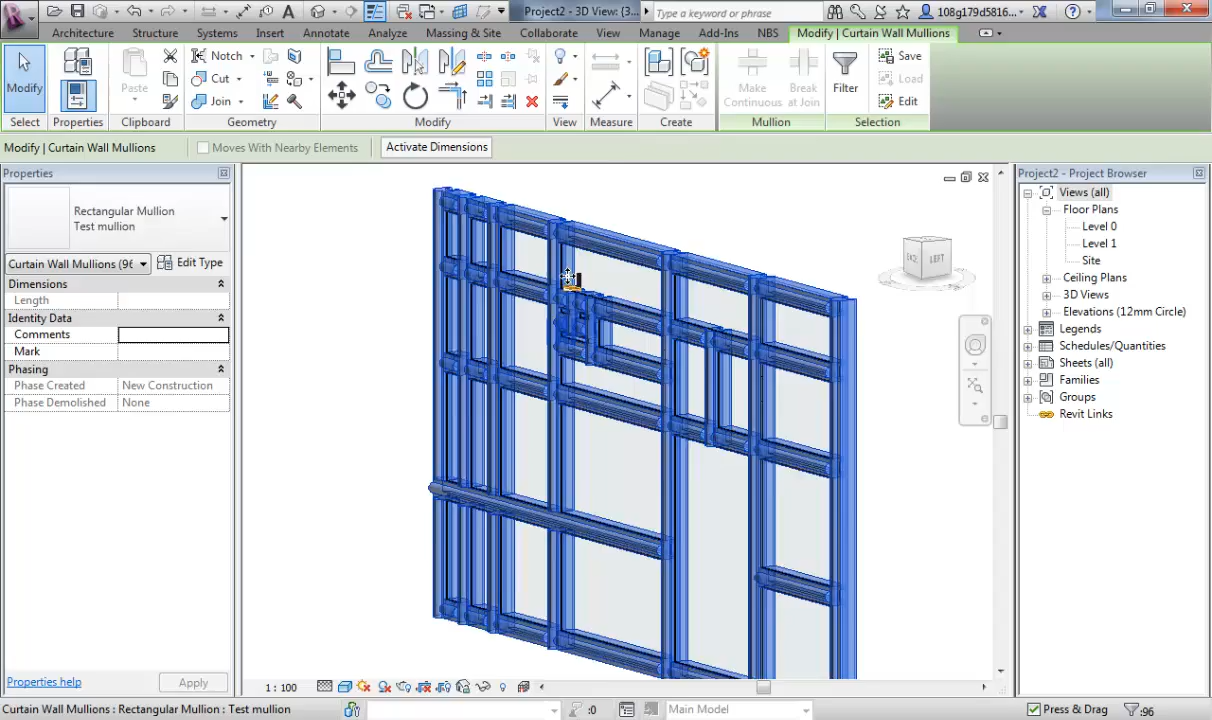 Project2 - 3D View: {3...
Type a keyword or phrase
108g179d5816...
Architecture Structure Systems Insert Annotate Analyze Massing & Site Collaborate View Manage Add-Ins NBS Modify | Curtain Wall Mullions
Modify
Paste
Notch
Cut
Join
Make Continuous
Break at Join
Filter
Save
Load
Edit
Select Properties Clipboard Geometry Modify View Measure Create Mullion Selection
Modify | Curtain Wall Mullions
Moves With Nearby Elements
Activate Dimensions
Properties
Rectangular Mullion
Test mullion
Curtain Wall Mullions (96
Edit Type
Dimensions
Length
Identity Data
Comments
Mark
Phasing
Phase Created New Construction
Phase Demolished None
Properties help
Apply
LEFT
1 : 100
Project2 - Project Browser
Views (all)
Floor Plans
Level 0
Level 1
Site
Ceiling Plans
3D Views
Elevations (12mm Circle)
Legends
Schedules/Quantities
Sheets (all)
Families
Groups
Revit Links
Curtain Wall Mullions : Rectangular Mullion : Test mullion
:0
Main Model
Press & Drag
:96